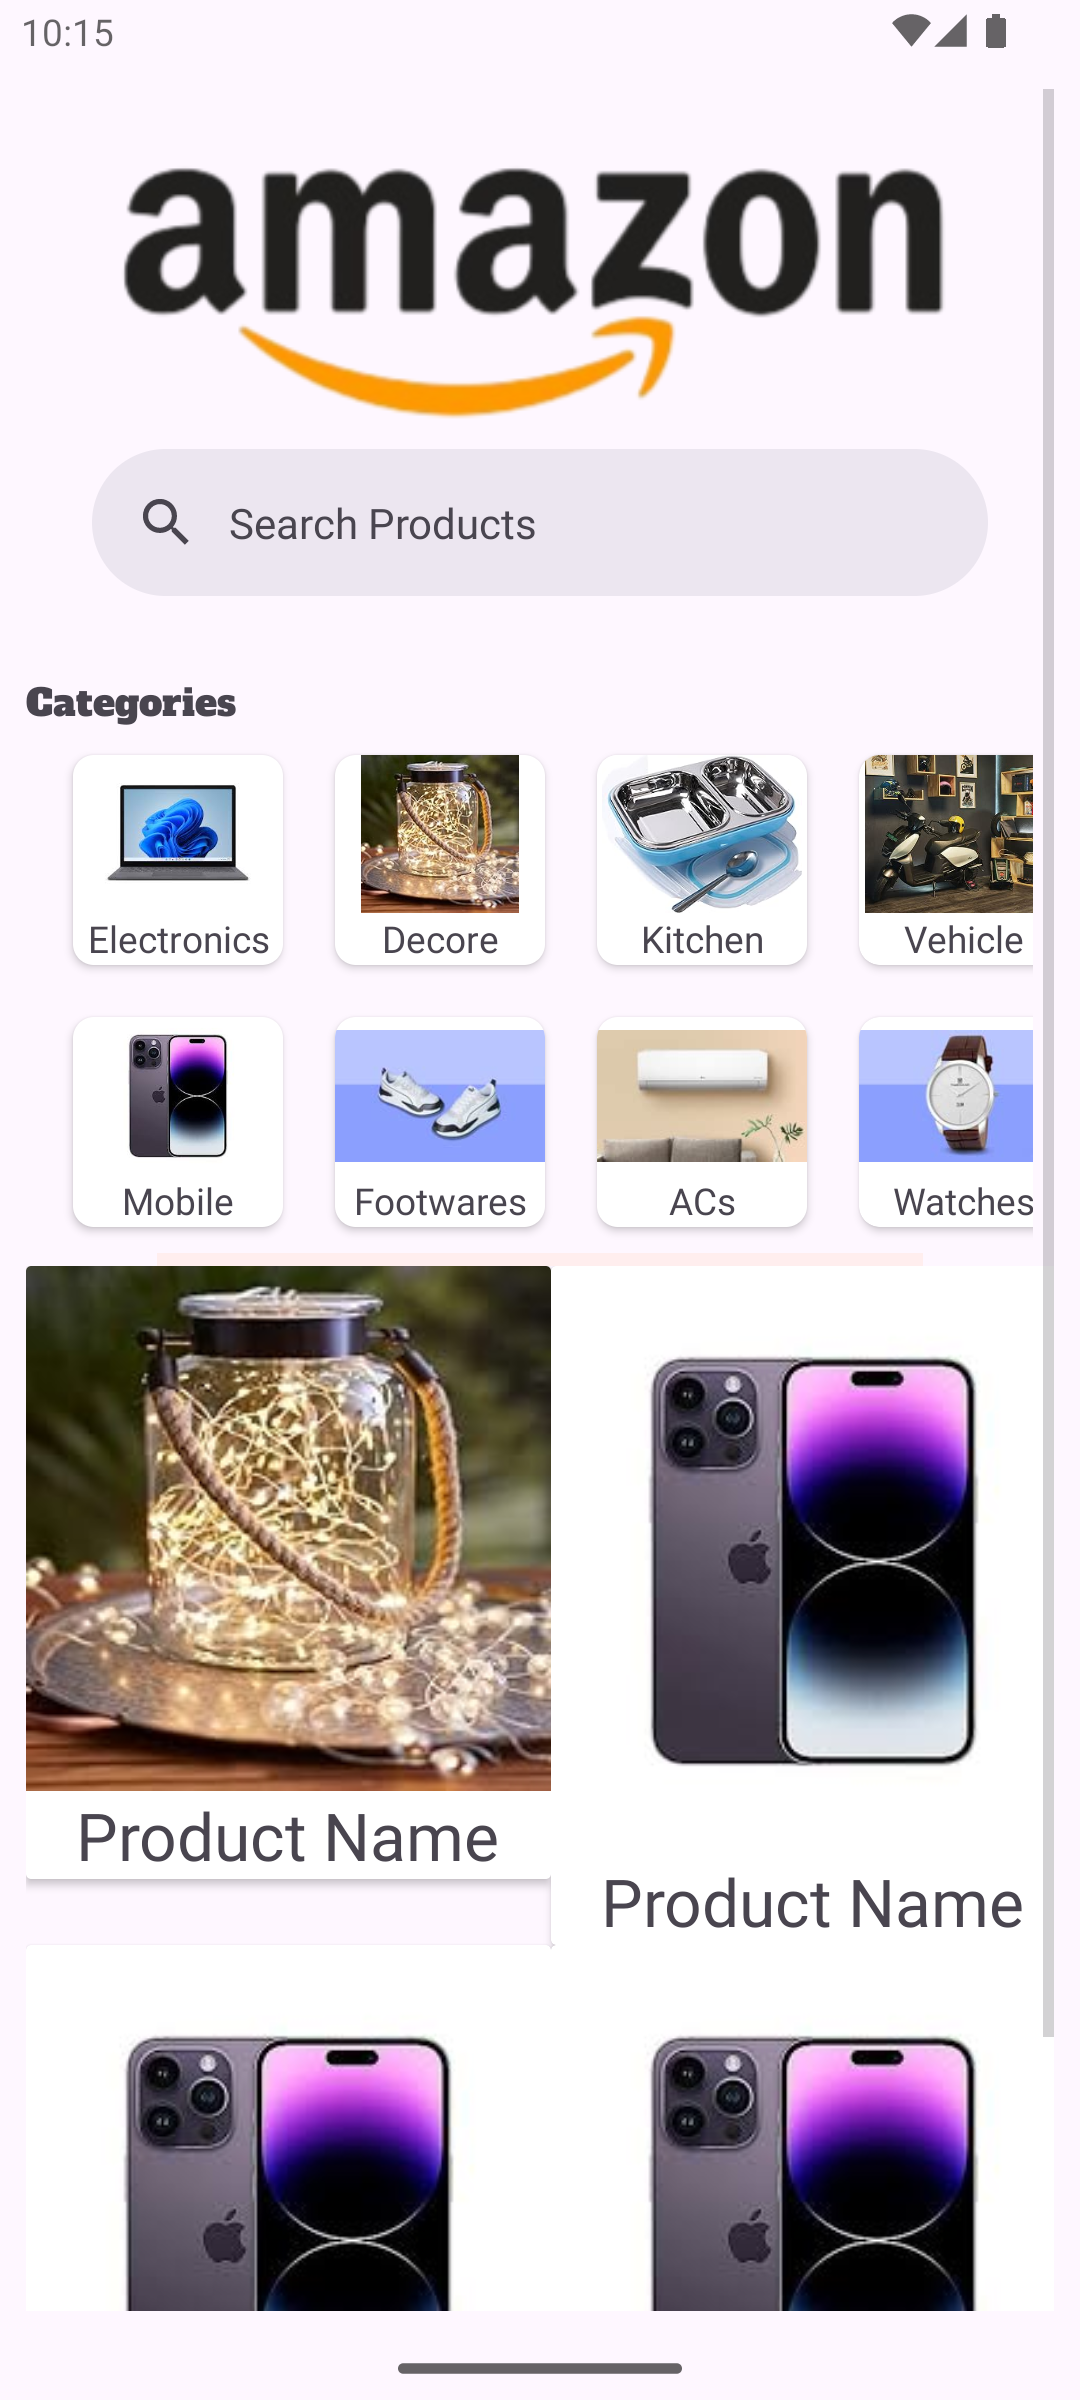 10:15
amazon
Search Products
Categories
Electronics
Decore
Kitchen
Vehicle
Mobile
Footwares
ACs
Watches
Product Name
Product Name